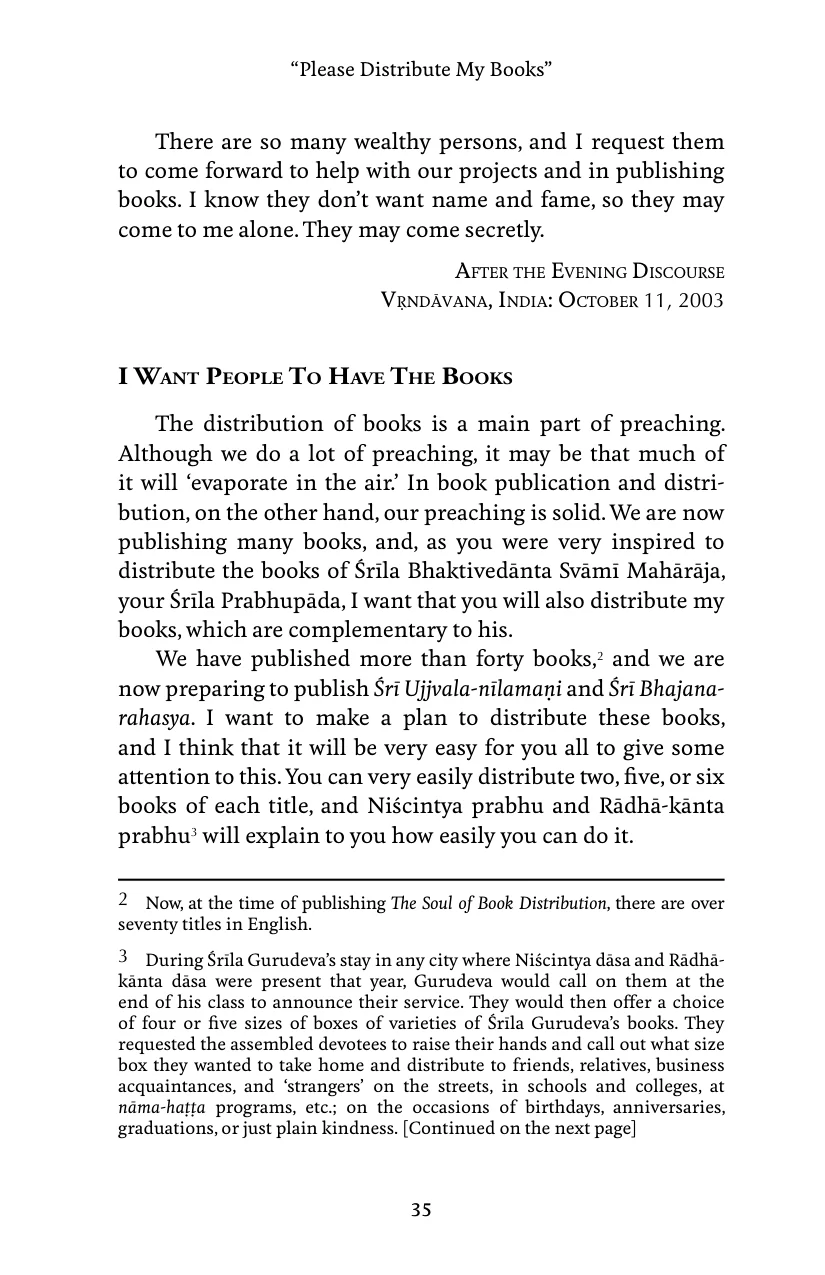 “Please Distribute My Books”
There are so many wealthy persons, and I request them
to come forward to help with our projects and in publishing
books. I know they don’t want name and fame, so they may
come to me alone. They may come secretly.
After the Evening Discourse
Vṛndāvana, India: October 11, 2003
I Want People To Have The Books
The distribution of books is a main part of preaching.
Although we do a lot of preaching, it may be that much of
it will ‘evaporate in the air.’ In book publication and distri-
bution, on the other hand, our preaching is solid. We are now
publishing many books, and, as you were very inspired to
distribute the books of Śrīla Bhaktivedānta Svāmī Mahārāja,
your Śrīla Prabhupāda, I want that you will also distribute my
books, which are complementary to his.
We have published more than forty books,2 and we are
now preparing to publish Śrī Ujjvala-nīlamaṇi and Śrī Bhajana-
rahasya. I want to make a plan to distribute these books,
and I think that it will be very easy for you all to give some
attention to this. You can very easily distribute two, five, or six
books of each title, and Niścintya prabhu and Rādhā-kānta
prabhu3 will explain to you how easily you can do it.
2 Now, at the time of publishing The Soul of Book Distribution, there are over
seventy titles in English.
3 During Śrīla Gurudeva’s stay in any city where Niścintya dāsa and Rādhā-
kānta dāsa were present that year, Gurudeva would call on them at the
end of his class to announce their service. They would then offer a choice
of four or five sizes of boxes of varieties of Śrīla Gurudeva’s books. They
requested the assembled devotees to raise their hands and call out what size
box they wanted to take home and distribute to friends, relatives, business
acquaintances, and ‘strangers’ on the streets, in schools and colleges, at
nāma-haṭṭa programs, etc.; on the occasions of birthdays, anniversaries,
graduations, or just plain kindness. [Continued on the next page]
35